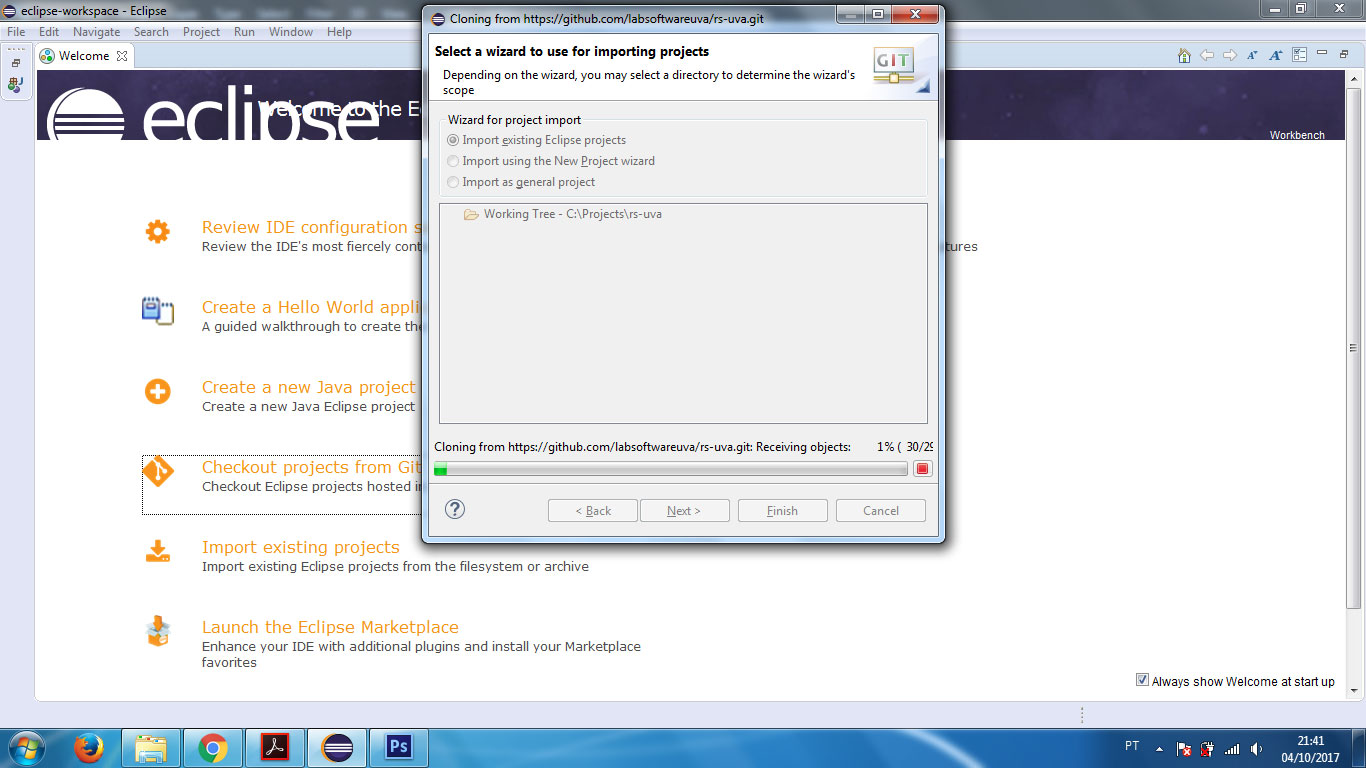 eclipse-workspace - Eclipse
File Edit Navigate Search Project Run Window Help
Welcome
eclipse
Welcome to the E
Workbench
Review IDE configuration s
Review the IDE's most fiercely cont
tures
Create a Hello World appli
A guided walkthrough to create the
Create a new Java project
Create a new Java Eclipse project
Checkout projects from Git
Checkout Eclipse projects hosted i
Import existing projects
Import existing Eclipse projects from the filesystem or archive
Launch the Eclipse Marketplace
Enhance your IDE with additional plugins and install your Marketplace
favorites
Always show Welcome at start up
Cloning from https://github.com/labsoftwareuva/rs-uva.git
Select a wizard to use for importing projects
Depending on the wizard, you may select a directory to determine the wizard's
scope
GIT
Wizard for project import
Import existing Eclipse projects
Import using the New Project wizard
Import as general project
Working Tree - C:\Projects\rs-uva
Cloning from https://github.com/labsoftwareuva/rs-uva.git: Receiving objects: 1% ( 30/29
?
< Back Next > Finish Cancel
Ps
PT
21:41
04/10/2017